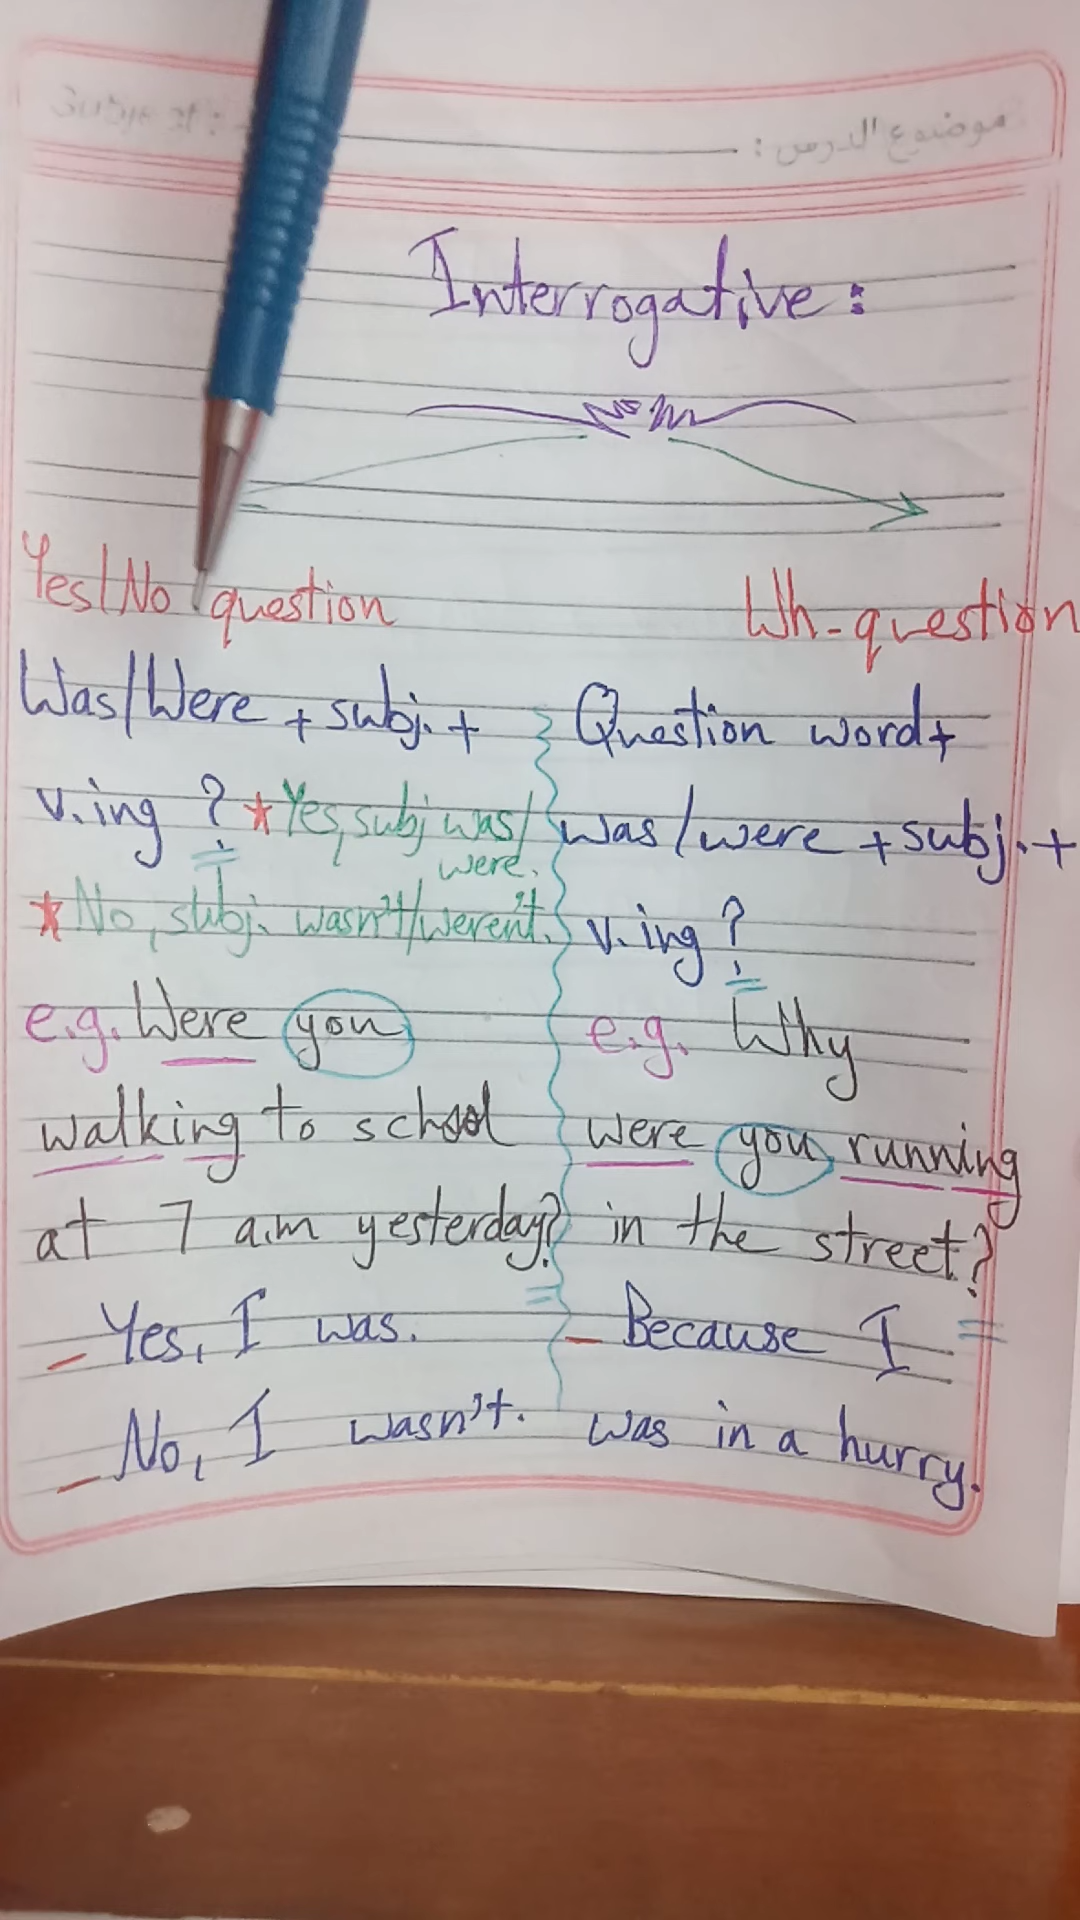 موضوع الدرس :
Subject :
Interrogative :
Yes/No question
Was/Were + subj. +
v.ing ? * Yes, subj was/
were.
* No, subj. wasn't/weren't.
e.g. Were you
walking to school
at 7 a.m yesterday?
- Yes, I was.
- No, I wasn't.
Wh-question
Question word +
was/were + subj. +
v.ing ?
e.g. Why
were you running
in the street?
- Because I
was in a hurry.